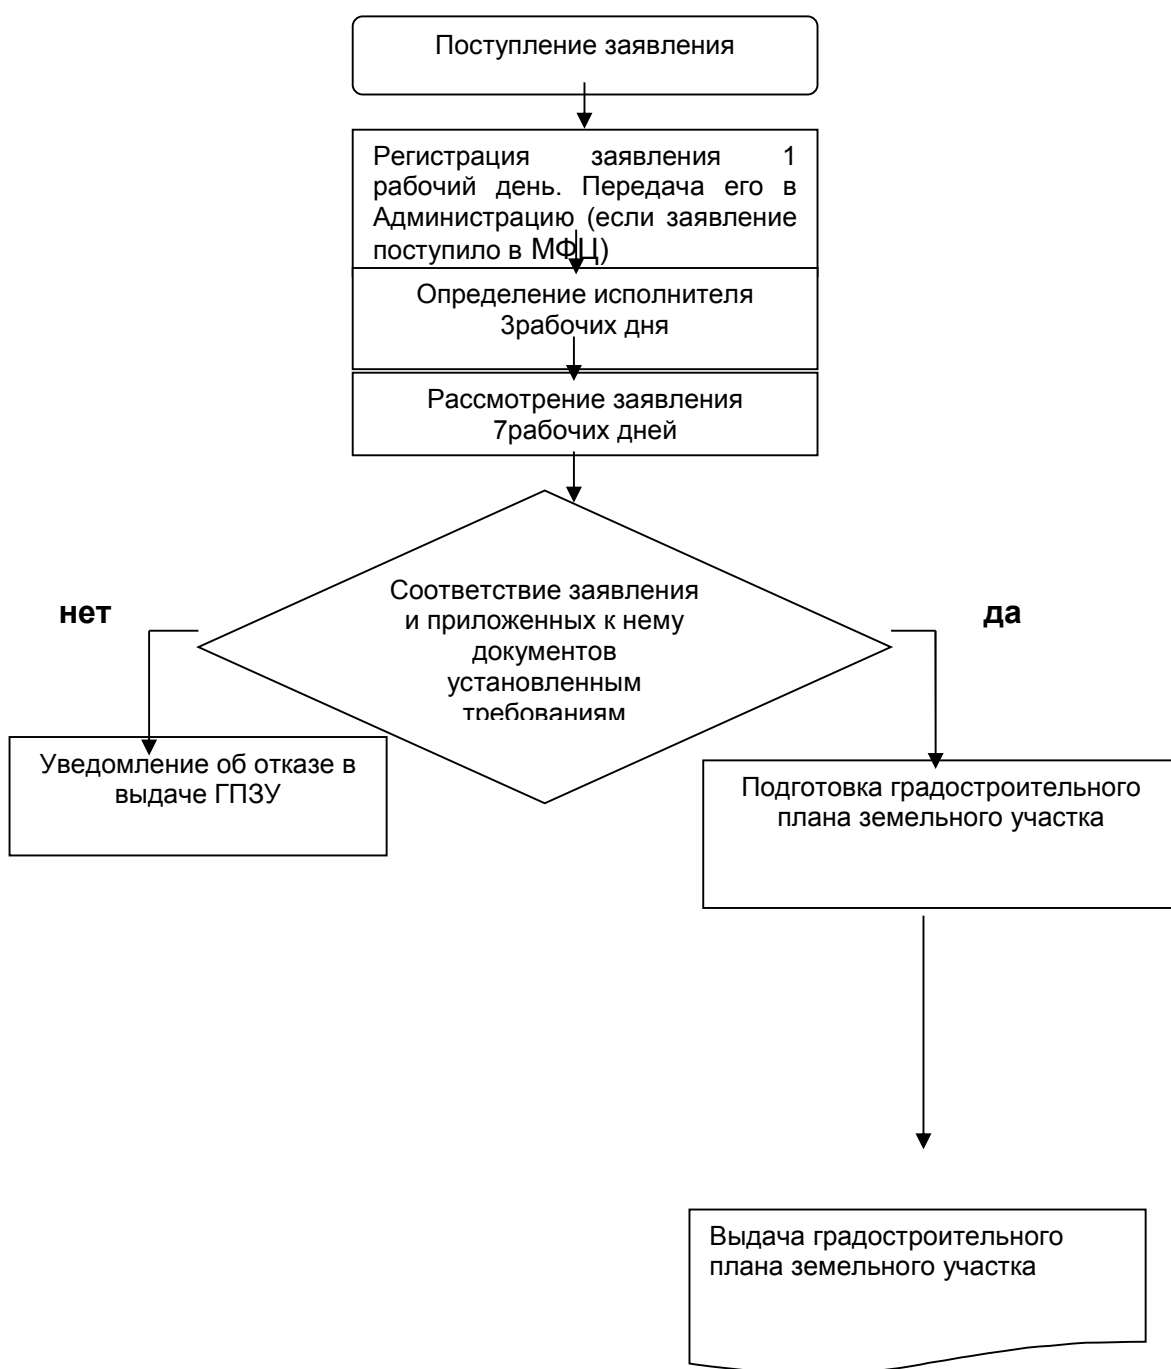 Поступление заявления
Регистрация заявления 1
рабочий день. Передача его в
Администрацию (если заявление
поступило в МФЦ)
Определение исполнителя
3рабочих дня
Рассмотрение заявления
7рабочих дней
Соответствие заявления
и приложенных к нему
документов
установленным
требованиям
нет
да
Уведомление об отказе в
выдаче ГПЗУ
Подготовка градостроительного
плана земельного участка
Выдача градостроительного
плана земельного участка